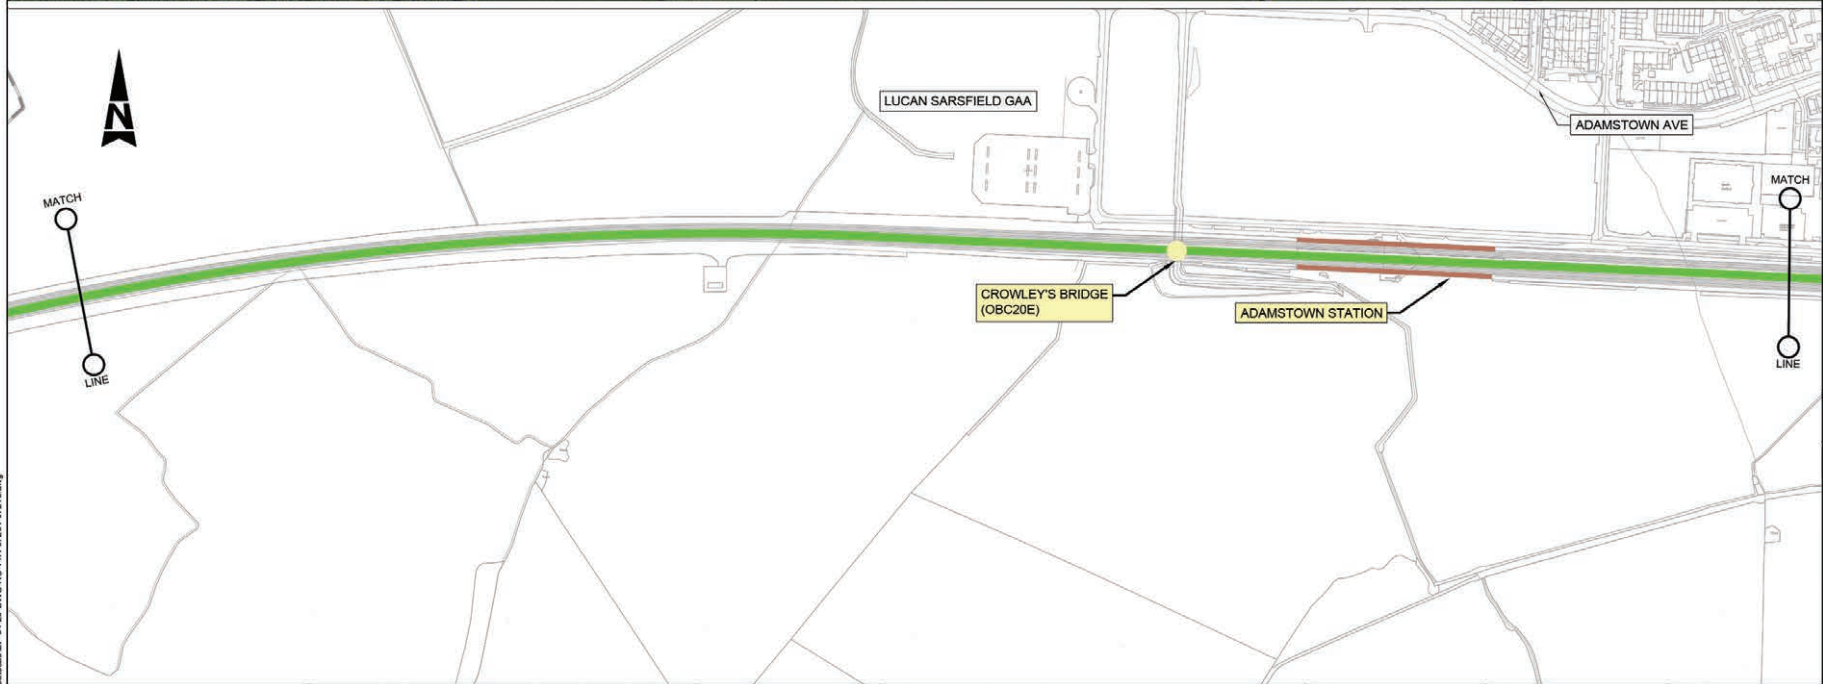 N
LUCAN SARSFIELD GAA
ADAMSTOWN AVE
MATCH
MATCH
CROWLEY'S BRIDGE
(OBC20E)
ADAMSTOWN STATION
LINE
LINE